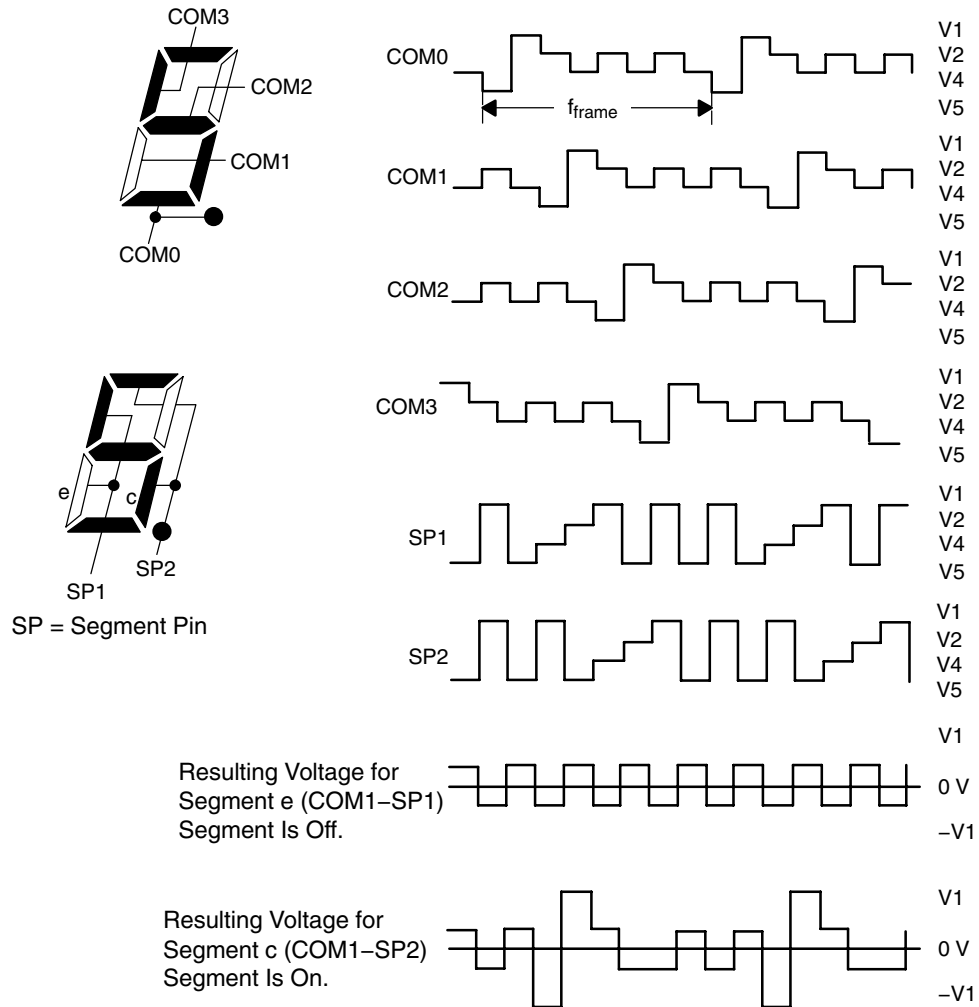 COM3
COM2
COM1
COM0
COM0
f frame
V1
V2
V4
V5
COM1
V1
V2
V4
V5
COM2
V1
V2
V4
V5
COM3
V1
V2
V4
V5
e
c
SP1
SP2
SP = Segment Pin
SP1
V1
V2
V4
V5
SP2
V1
V2
V4
V5
Resulting Voltage for
Segment e (COM1−SP1)
Segment Is Off.
V1
0 V
−V1
Resulting Voltage for
Segment c (COM1−SP2)
Segment Is On.
V1
0 V
−V1